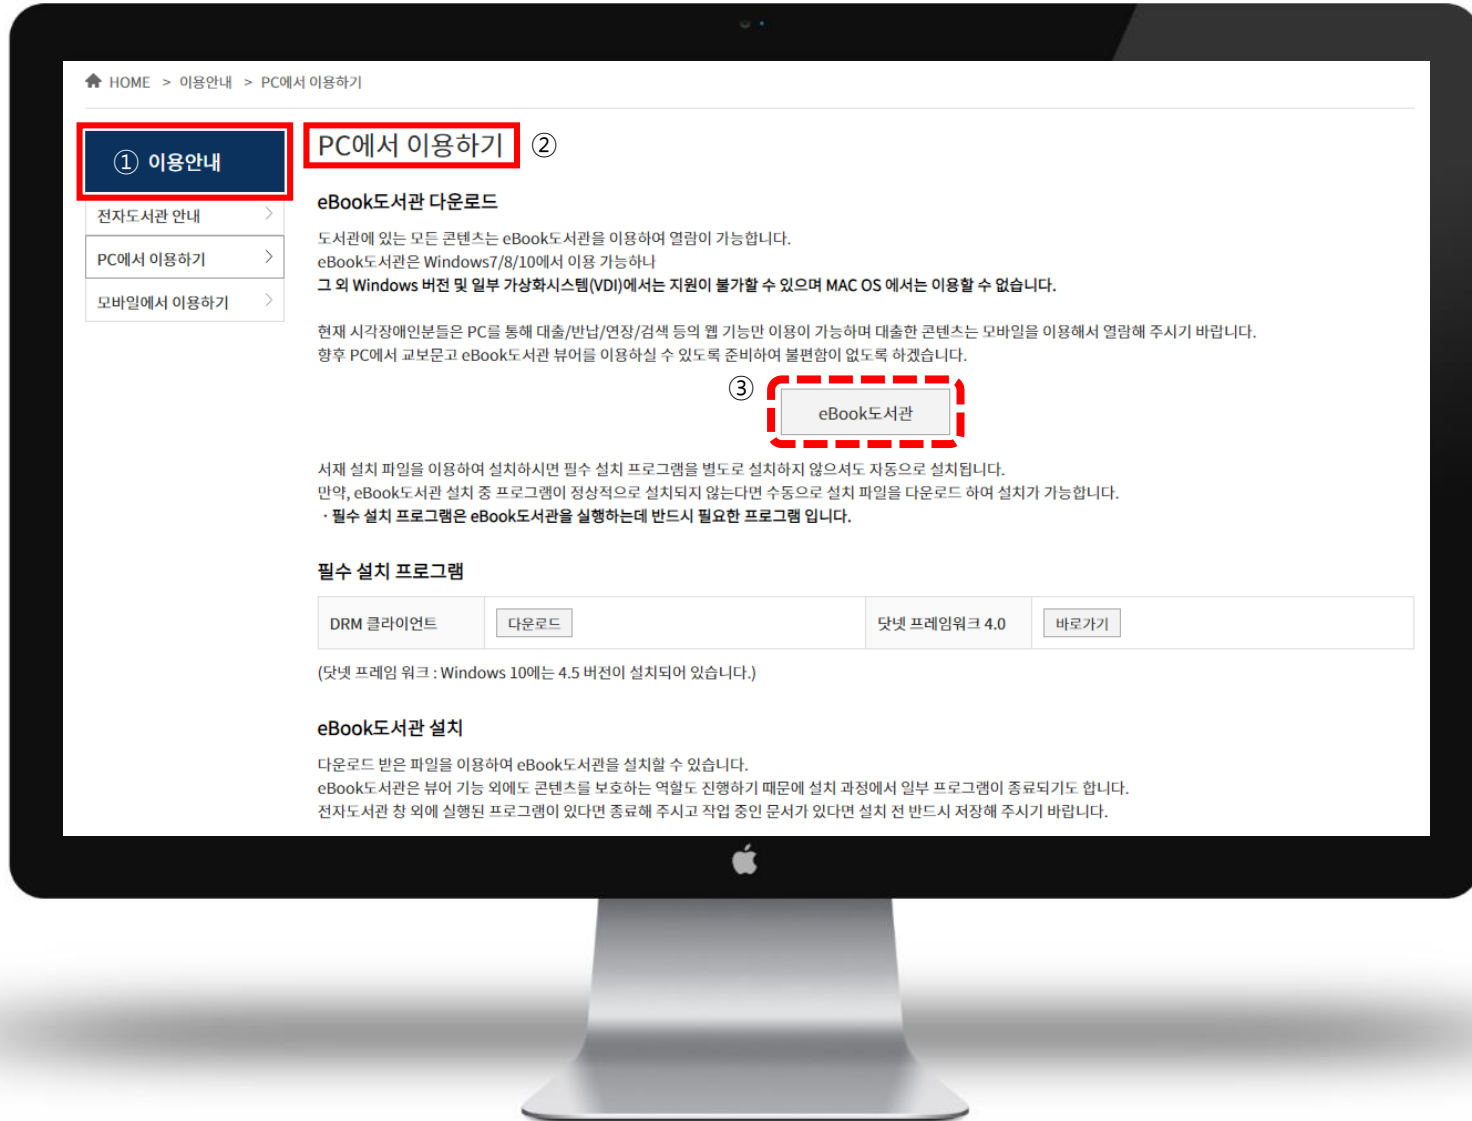 HOME > 이용안내 > PC에서 이용하기
① 이용안내
전자도서관 안내
PC에서 이용하기
모바일에서 이용하기
PC에서 이용하기 ②
eBook도서관 다운로드
도서관에 있는 모든 콘텐츠는 eBook도서관을 이용하여 열람이 가능합니다.
eBook도서관은 Windows7/8/10에서 이용 가능하나
그 외 Windows 버전 및 일부 가상화시스템(VDI)에서는 지원이 불가할 수 있으며 MAC OS 에서는 이용할 수 없습니다.
현재 시각장애인분들은 PC를 통해 대출/반납/연장/검색 등의 웹 기능만 이용이 가능하며 대출한 콘텐츠는 모바일을 이용해서 열람해 주시기 바랍니다.
향후 PC에서 교보문고 eBook도서관 뷰어를 이용하실 수 있도록 준비하여 불편함이 없도록 하겠습니다.
③
eBook도서관
서재 설치 파일을 이용하여 설치하시면 필수 설치 프로그램을 별도로 설치하지 않으셔도 자동으로 설치됩니다.
만약, eBook도서관 설치 중 프로그램이 정상적으로 설치되지 않는다면 수동으로 설치 파일을 다운로드 하여 설치가 가능합니다.
· 필수 설치 프로그램은 eBook도서관을 실행하는데 반드시 필요한 프로그램 입니다.
필수 설치 프로그램
DRM 클라이언트 다운로드 닷넷 프레임워크 4.0 바로가기
(닷넷 프레임 워크 : Windows 10에는 4.5 버전이 설치되어 있습니다.)
eBook도서관 설치
다운로드 받은 파일을 이용하여 eBook도서관을 설치할 수 있습니다.
eBook도서관은 뷰어 기능 외에도 콘텐츠를 보호하는 역할도 진행하기 때문에 설치 과정에서 일부 프로그램이 종료되기도 합니다.
전자도서관 창 외에 실행된 프로그램이 있다면 종료해 주시고 작업 중인 문서가 있다면 설치 전 반드시 저장해 주시기 바랍니다.